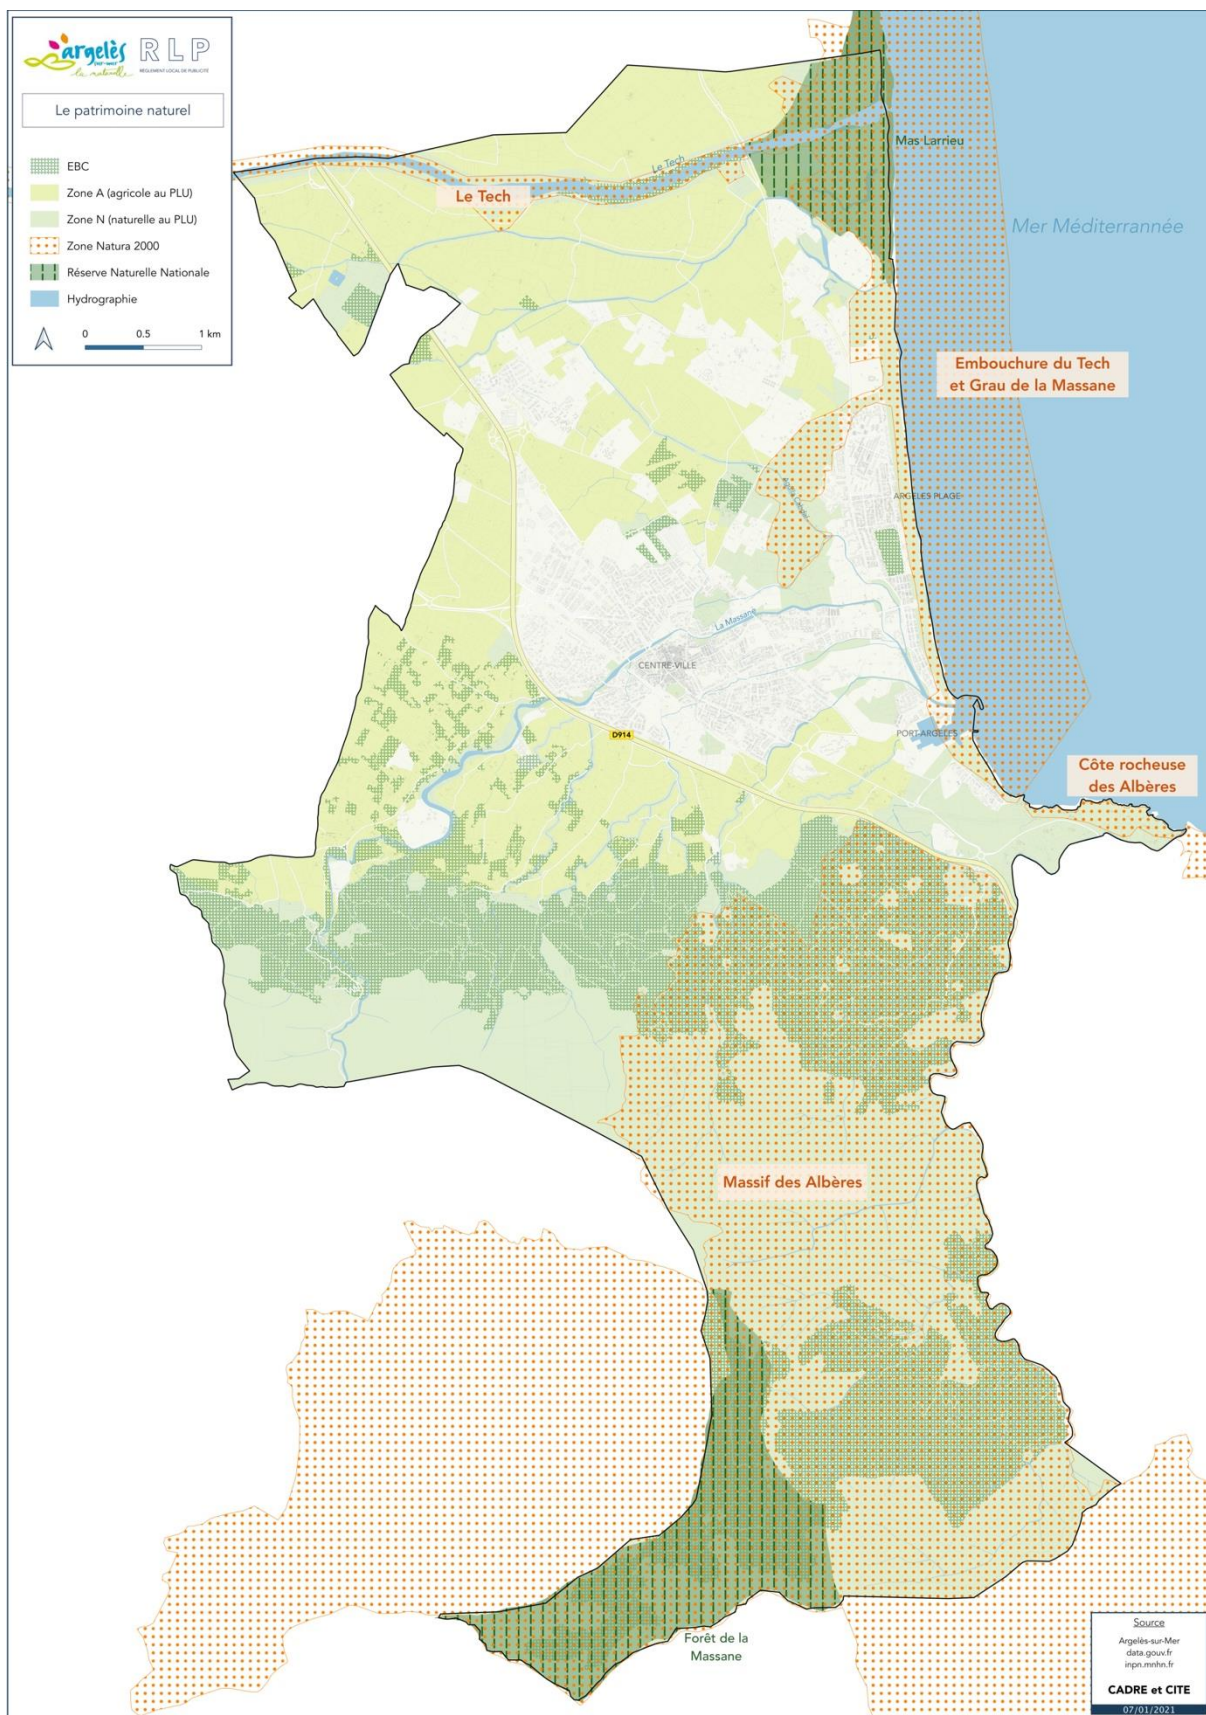 argelès
sur-mer
la naturelle
RLP
RÈGLEMENT LOCAL DE PUBLICITÉ
Le patrimoine naturel
EBC
Zone A (agricole au PLU)
Zone N (naturelle au PLU)
Zone Natura 2000
Réserve Naturelle Nationale
Hydrographie
0 0.5 1 km
Mas Larrieu
Le Tech
Le Tech
Mer Méditerrannée
Embouchure du Tech
et Grau de la Massane
ARGELES PLAGE
La Massane
CENTRE-VILLE
D914
PORT-ARGELES
Côte rocheuse
des Albères
Massif des Albères
Forêt de la
Massane
Source
Argelès-sur-Mer
data.gouv.fr
inpn.mnhn.fr
CADRE et CITE
07/01/2021